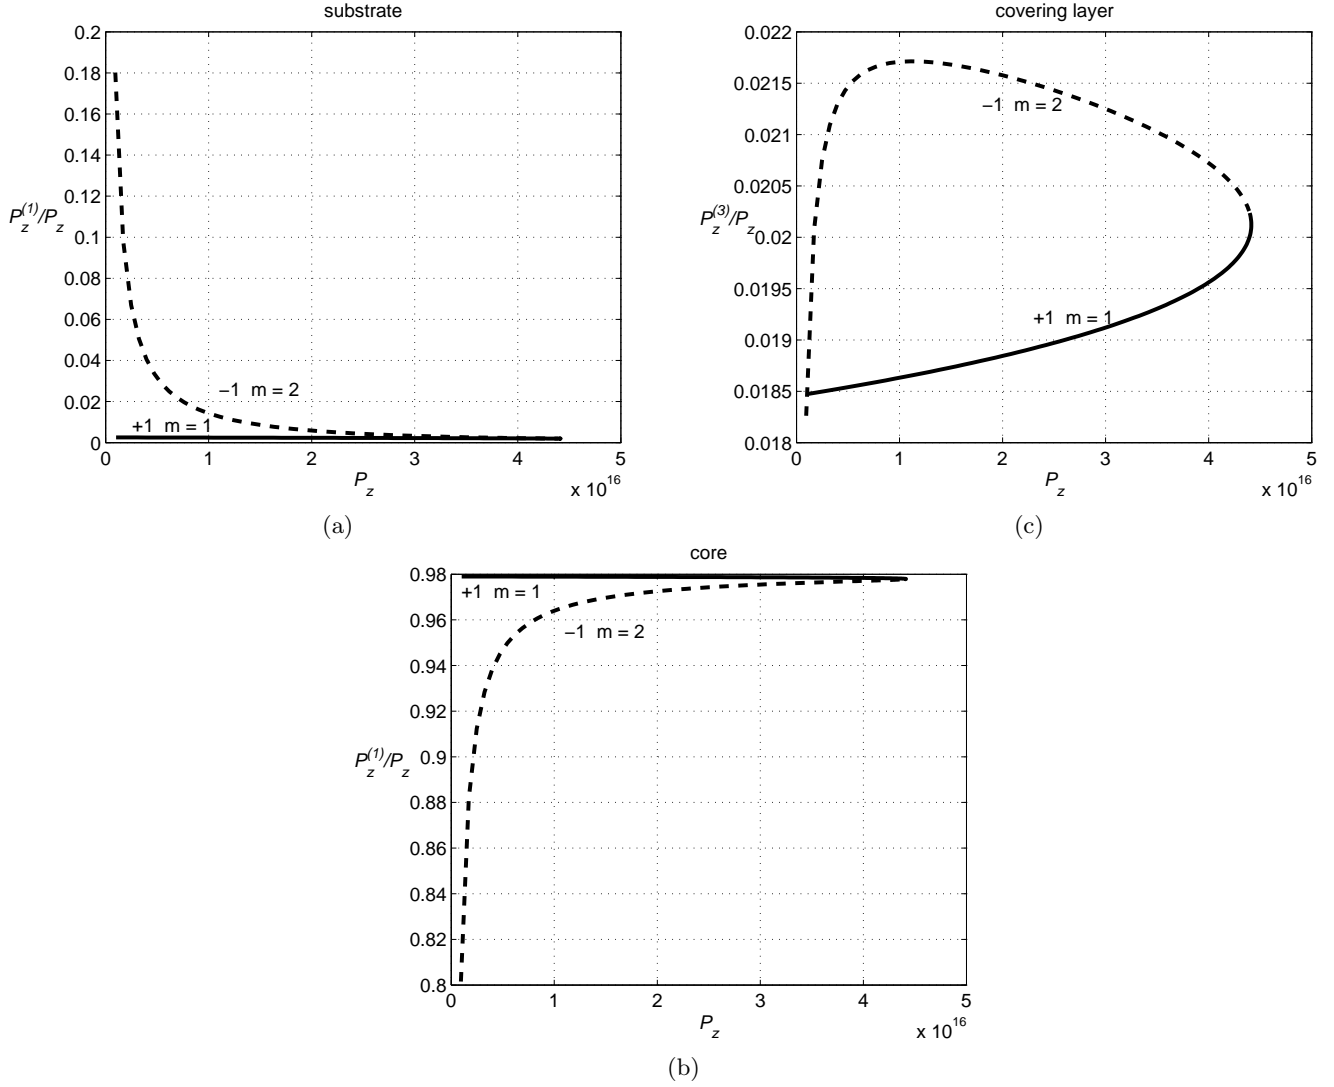 substrate
0.2
0.18
0.16
0.14
0.12
0.1
0.08
0.06
0.04
0.02
0
P_z^(1)/P_z
−1 m = 2
+1 m = 1
0 1 2 3 4 5
P_z
x 10^16
(a)
covering layer
0.022
0.0215
0.021
0.0205
0.02
0.0195
0.019
0.0185
0.018
P_z^(3)/P_z
−1 m = 2
+1 m = 1
0 1 2 3 4 5
P_z
x 10^16
(c)
core
0.98
0.96
0.94
0.92
0.9
0.88
0.86
0.84
0.82
0.8
P_z^(1)/P_z
+1 m = 1
−1 m = 2
0 1 2 3 4 5
P_z
x 10^16
(b)